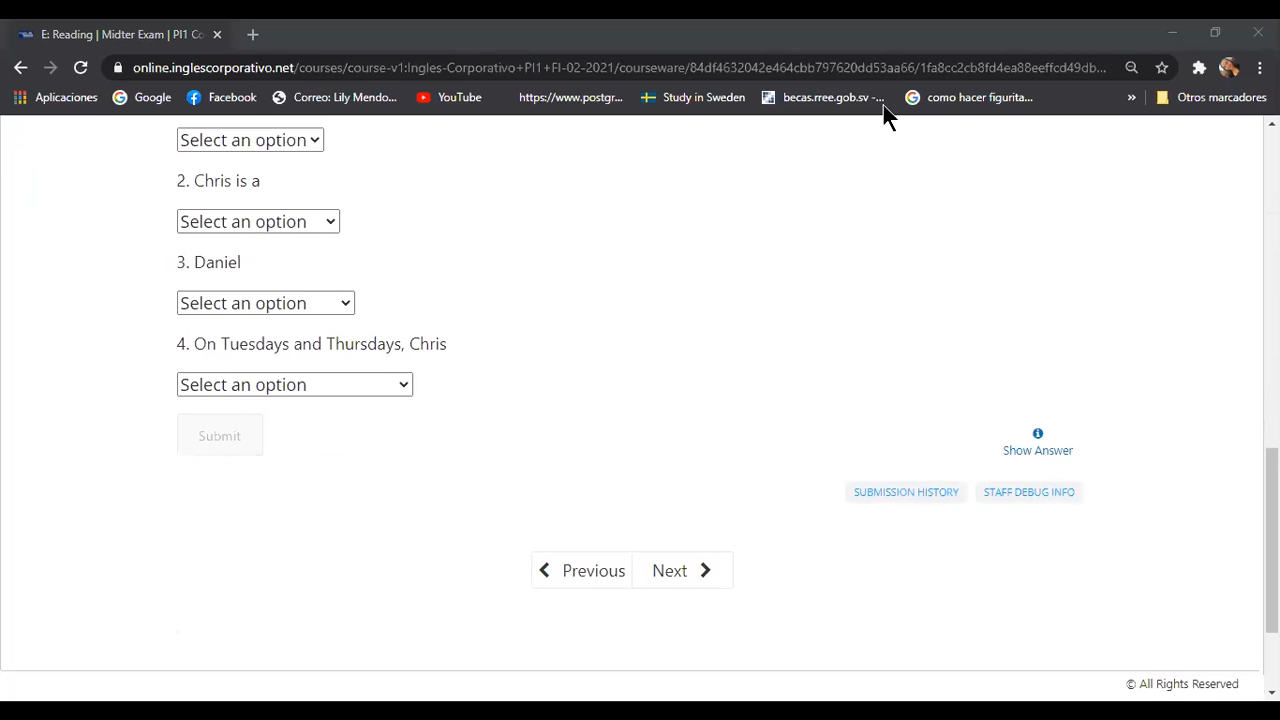 E: Reading | Midter Exam | PI1 Co
online.inglescorporativo.net/courses/course-v1:Ingles-Corporativo+PI1+FI-02-2021/courseware/84df4632042e464cbb797620dd53aa66/1fa8cc2cb8fd4ea88eeffcd49db...
Aplicaciones Google Facebook Correo: Lily Mendo... YouTube https://www.postgr... Study in Sweden becas.rree.gob.sv -... como hacer figurita... » Otros marcadores
Select an option
2. Chris is a
Select an option
3. Daniel
Select an option
4. On Tuesdays and Thursdays, Chris
Select an option
Submit
Show Answer
SUBMISSION HISTORY STAFF DEBUG INFO
Previous Next
© All Rights Reserved